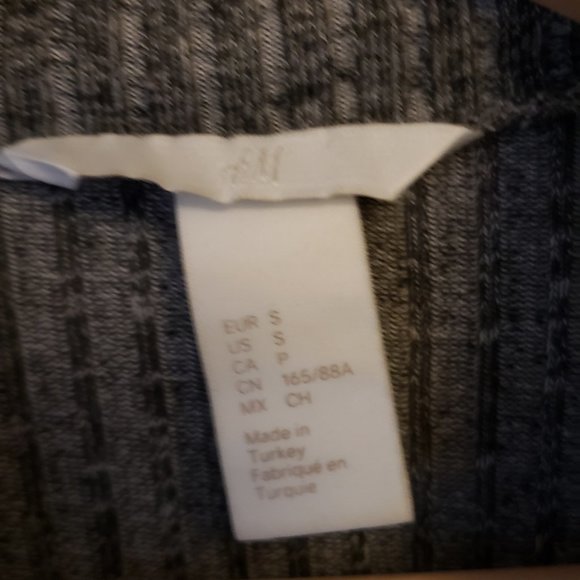 H&M
EUR S
US S
CA P
CN 165/88A
MX CH
Made in
Turkey
Fabriqué en
Turquie